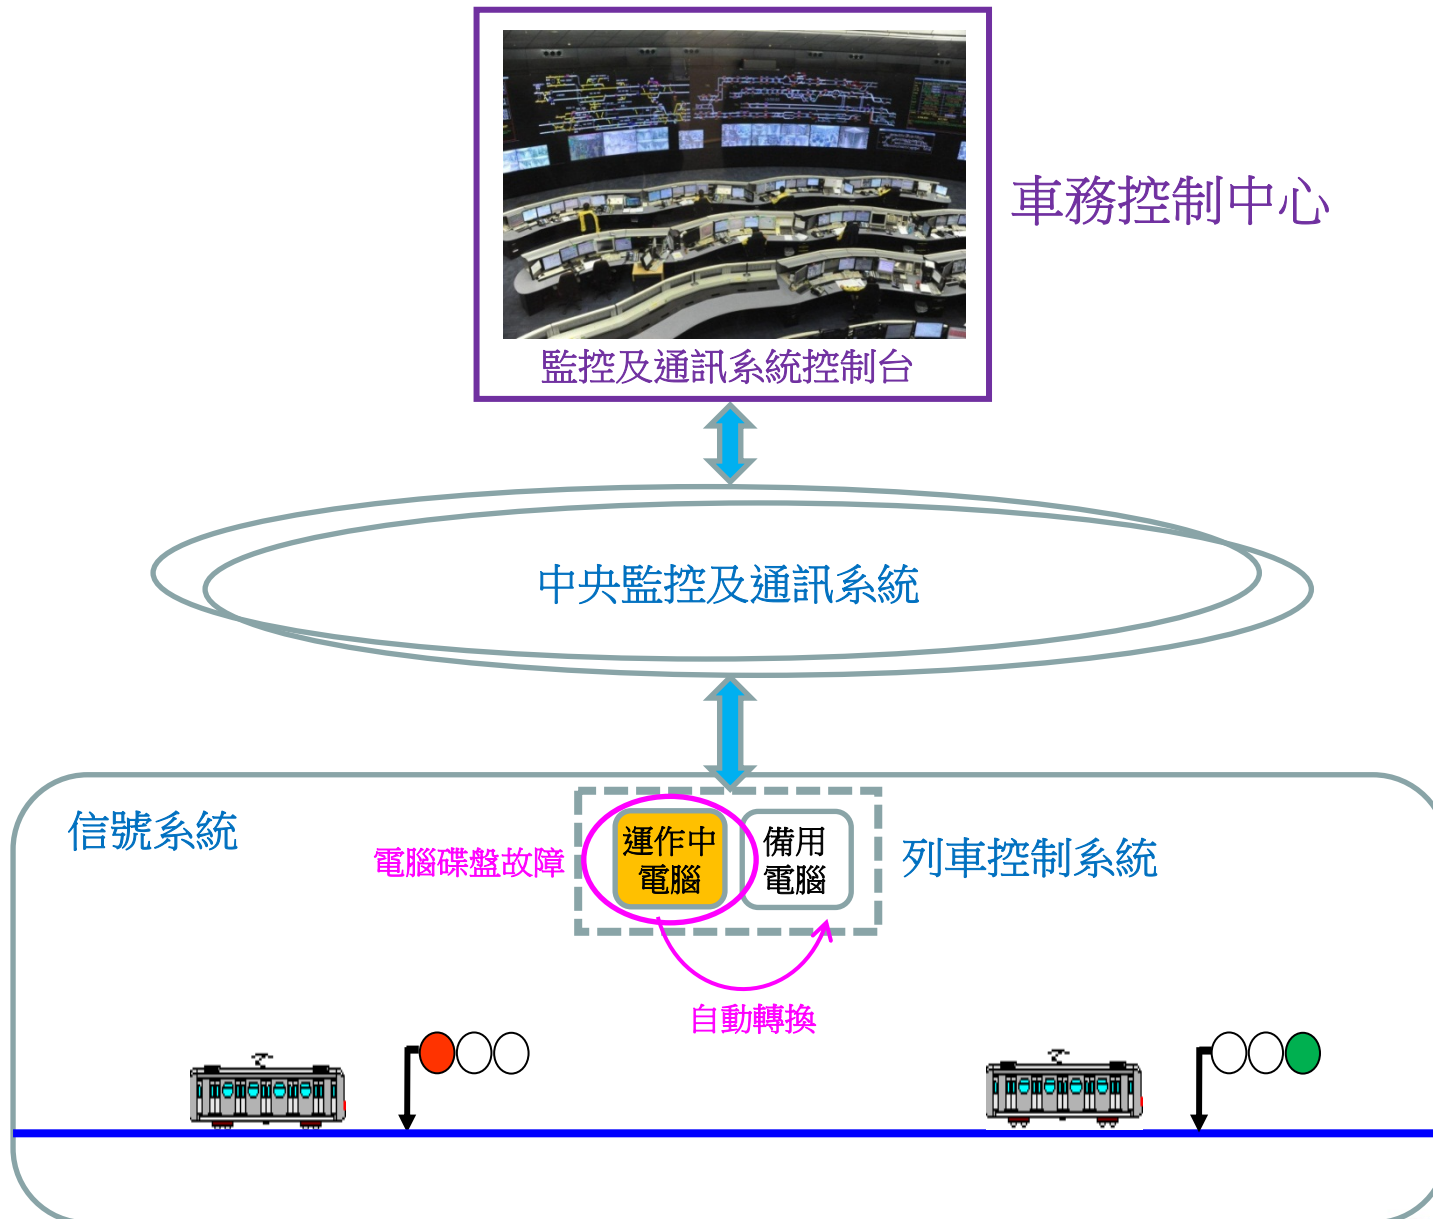 車務控制中心
監控及通訊系統控制台
中央監控及通訊系統
信號系統
電腦碟盤故障
運作中
電腦
備用
電腦
列車控制系統
自動轉換